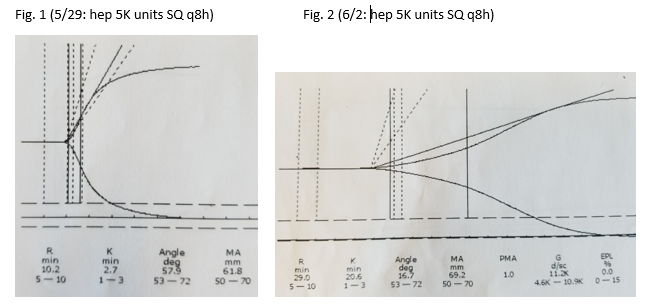 Fig. 1 (5/29: hep 5K units SQ q8h)
Fig. 2 (6/2: hep 5K units SQ q8h)
R K Angle MA
min min deg mm
10.2 2.7 57.9 61.8
5 — 10 1 — 3 53 — 72 50 — 70
R K Angle MA PMA G EPL
min min deg mm d/sc %
29.0 20.6 16.7 69.2 1.0 11.2K 0.0
5 — 10 1 — 3 53 — 72 50 — 70 4.6K — 10.9K 0 — 15